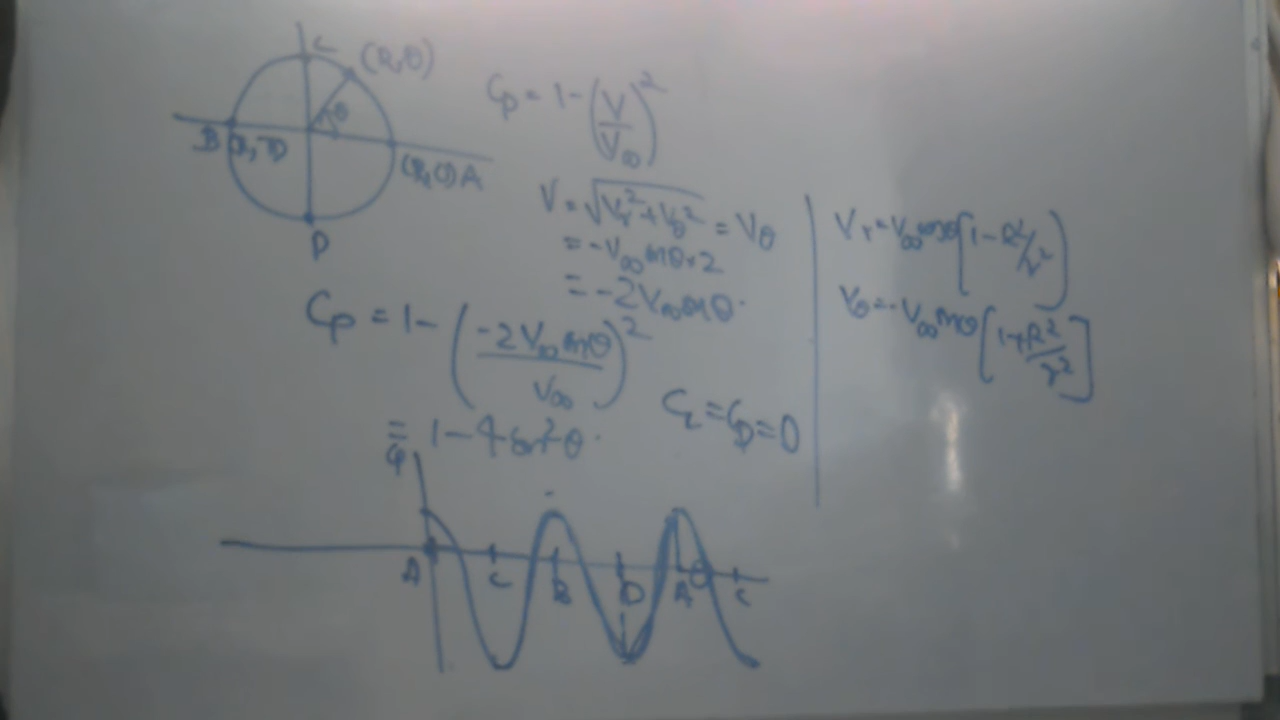 C
(R, θ)
θ
B (R, π)
(R, 0) A
D
Cp = 1 - (V/V∞)²
V = √(Vr² + Vθ²) = Vθ
= -V∞ sinθ × 2
= -2V∞ sinθ.
Cp = 1 - (-2V∞ sinθ/V∞)²
= 1 - 4 sin²θ.
CL = CD = 0
Vr = V∞ cosθ [1 - R²/r²]
Vθ = -V∞ sinθ [1 + R²/r²]
Cp
A C B D A C